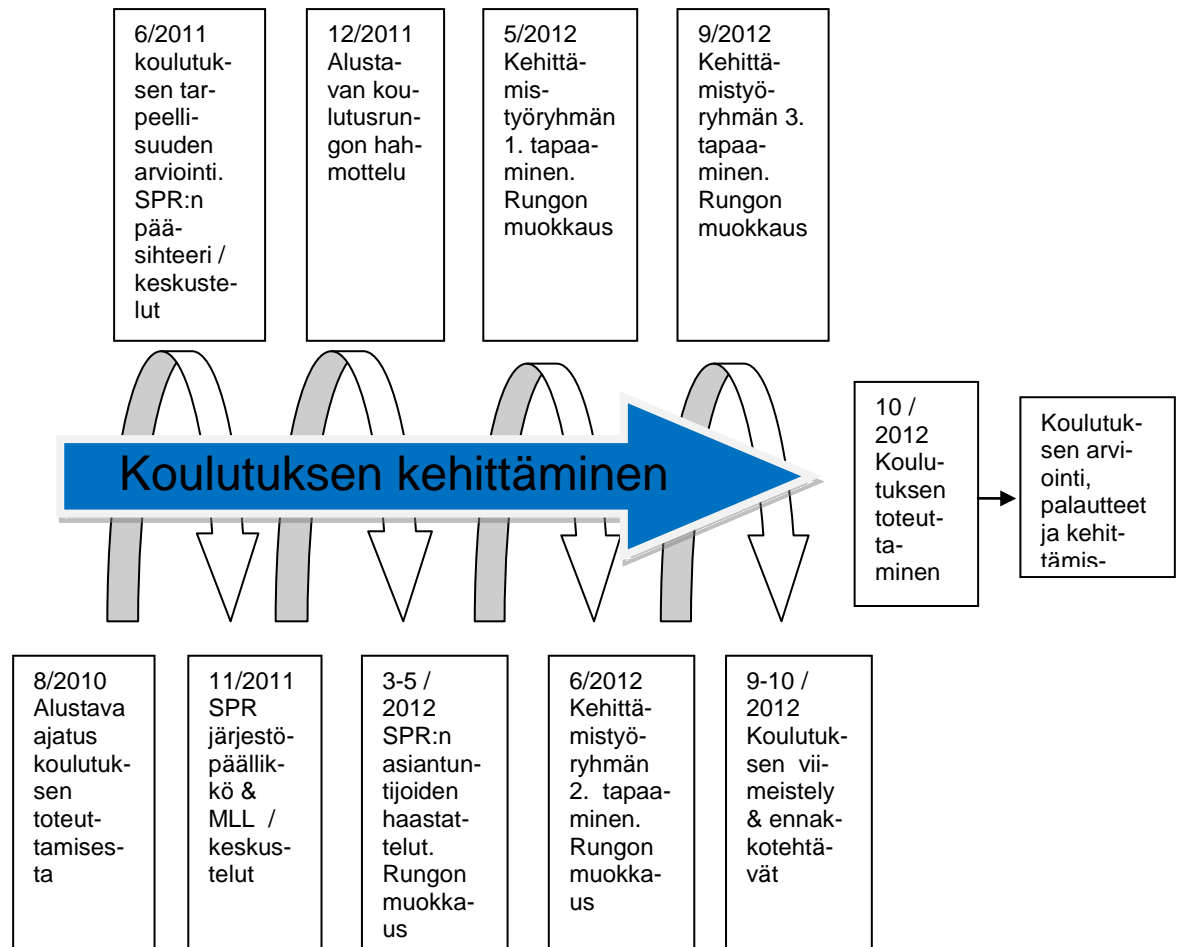 6/2011
koulutuk-
sen tar-
peelli-
suuden
arviointi.
SPR:n
pää-
sihteeri /
keskuste-
lut
12/2011
Alusta-
van kou-
lutusrun-
gon hah-
mottelu
5/2012
Kehittä-
mis-
työryhmän
1. tapaa-
minen.
Rungon
muokkaus
9/2012
Kehittä-
mistyö-
ryhmän 3.
tapaa-
minen.
Rungon
muokkaus
Koulutuksen kehittäminen
10 /
2012
Koulu-
tuksen
toteut-
ta-
minen
Koulutuk-
sen arvi-
ointi,
palautteet
ja kehit-
tämis-
8/2010
Alustava
ajatus
koulutuk-
sen
toteut-
tamises-
ta
11/2011
SPR
järjestö-
päällik-
kö &
MLL /
keskus-
telut
3-5 /
2012
SPR:n
asiantun-
tijoiden
haastat-
telut.
Rungon
muokka-
us
6/2012
Kehittä-
mistyö-
ryhmän
2. tapaa-
minen.
Rungon
muokka-
us
9-10 /
2012
Koulutuk-
sen vii-
meistely
& ennak-
kotehtä-
vät